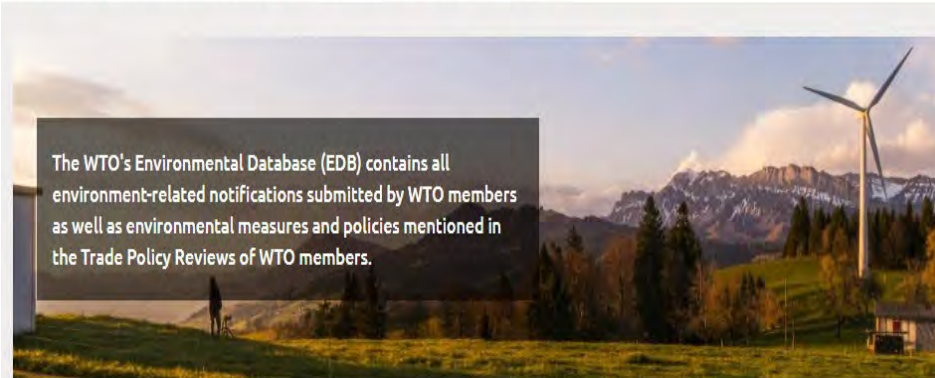 The WTO's Environmental Database (EDB) contains all
environment-related notifications submitted by WTO members
as well as environmental measures and policies mentioned in
the Trade Policy Reviews of WTO members.